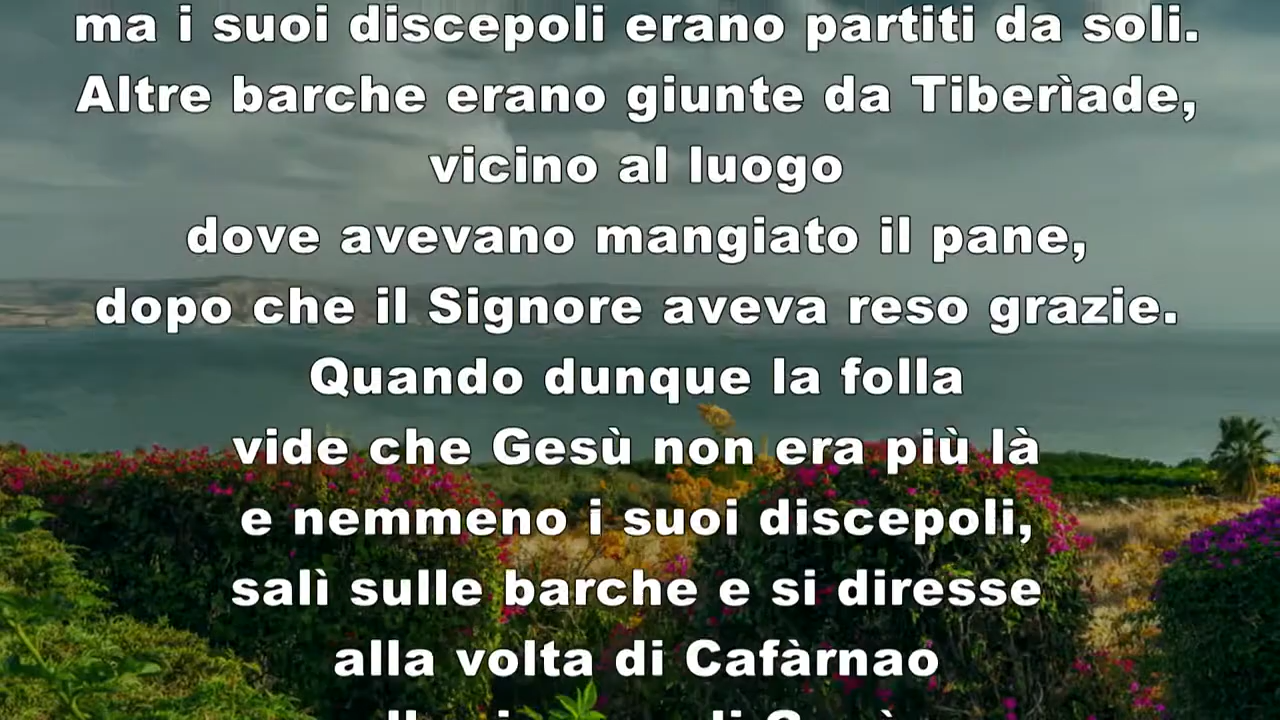 ma i suoi discepoli erano partiti da soli.
Altre barche erano giunte da Tiberìade,
vicino al luogo
dove avevano mangiato il pane,
dopo che il Signore aveva reso grazie.
Quando dunque la folla
vide che Gesù non era più là
e nemmeno i suoi discepoli,
salì sulle barche e si diresse
alla volta di Cafàrnao